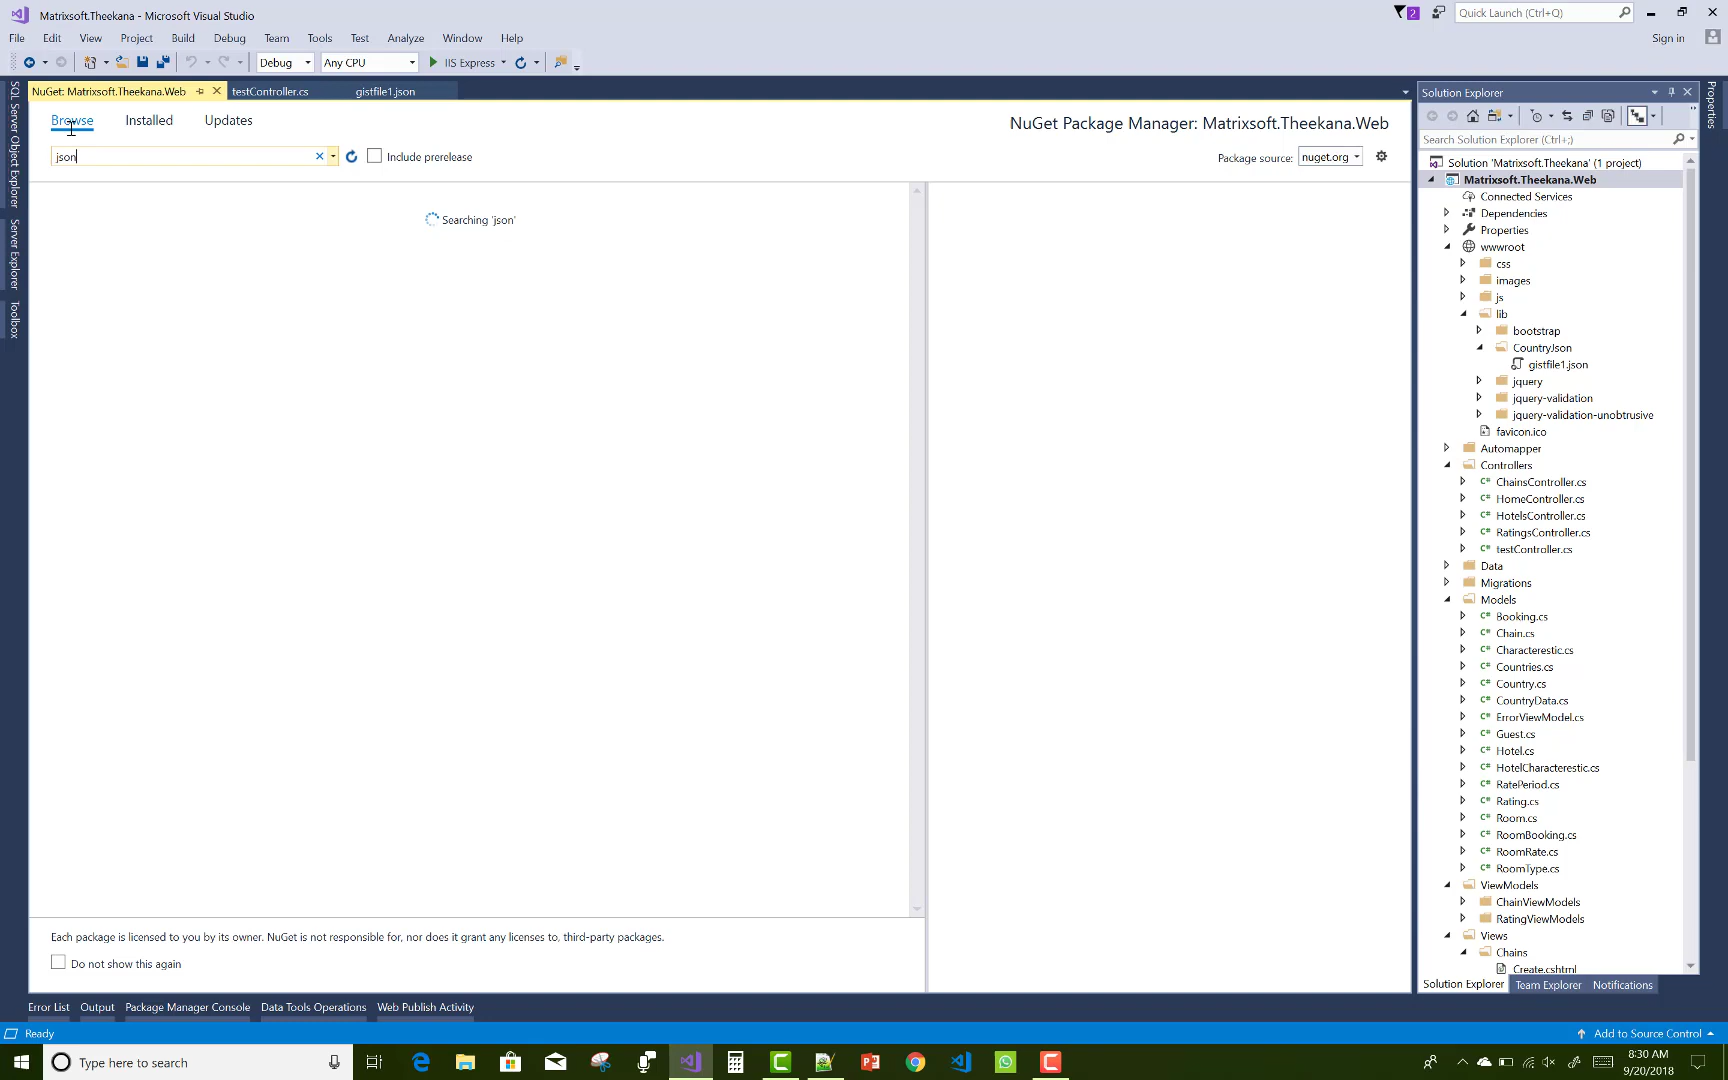 Matrixsoft.Theekana - Microsoft Visual Studio
2
Quick Launch (Ctrl+Q)
File Edit View Project Build Debug Team Tools Test Analyze Window Help
Sign in
Debug Any CPU IIS Express
NuGet: Matrixsoft.Theekana.Web testController.cs gistfile1.json
Browse Installed Updates
NuGet Package Manager: Matrixsoft.Theekana.Web
json
Include prerelease
Package source: nuget.org
Searching 'json'
Each package is licensed to you by its owner. NuGet is not responsible for, nor does it grant any licenses to, third-party packages.
Do not show this again
SQL Server Object Explorer
Server Explorer
Toolbox
Solution Explorer
Search Solution Explorer (Ctrl+;)
Solution 'Matrixsoft.Theekana' (1 project)
Matrixsoft.Theekana.Web
Connected Services
Dependencies
Properties
wwwroot
css
images
js
lib
bootstrap
CountryJson
gistfile1.json
jquery
jquery-validation
jquery-validation-unobtrusive
favicon.ico
Automapper
Controllers
C# ChainsController.cs
C# HomeController.cs
C# HotelsController.cs
C# RatingsController.cs
C# testController.cs
Data
Migrations
Models
C# Booking.cs
C# Chain.cs
C# Characterestic.cs
C# Countries.cs
C# Country.cs
C# CountryData.cs
C# ErrorViewModel.cs
C# Guest.cs
C# Hotel.cs
C# HotelCharacterestic.cs
C# RatePeriod.cs
C# Rating.cs
C# Room.cs
C# RoomBooking.cs
C# RoomRate.cs
C# RoomType.cs
ViewModels
ChainViewModels
RatingViewModels
Views
Chains
Create.cshtml
Solution Explorer Team Explorer Notifications
Properties
Error List Output Package Manager Console Data Tools Operations Web Publish Activity
Ready
Add to Source Control
Type here to search
8:30 AM
9/20/2018